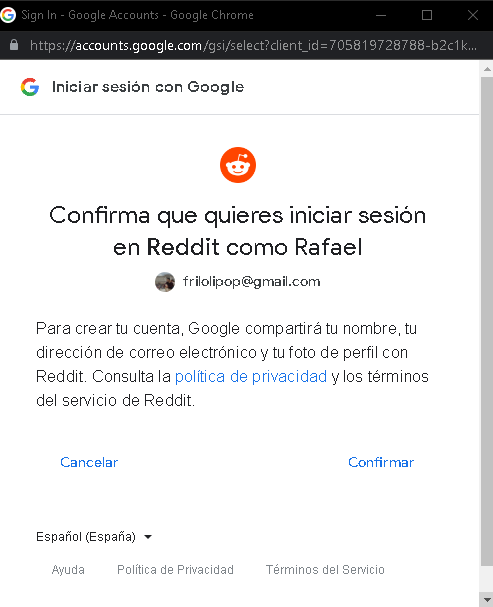 Sign In - Google Accounts - Google Chrome
https://accounts.google.com/gsi/select?client_id=705819728788-b2c1k...
Iniciar sesión con Google
Confirma que quieres iniciar sesión
en Reddit como Rafael
frilolipop@gmail.com
Para crear tu cuenta, Google compartirá tu nombre, tu
dirección de correo electrónico y tu foto de perfil con
Reddit. Consulta la política de privacidad y los términos
del servicio de Reddit.
Cancelar Confirmar
Español (España)
Ayuda Política de Privacidad Términos del Servicio